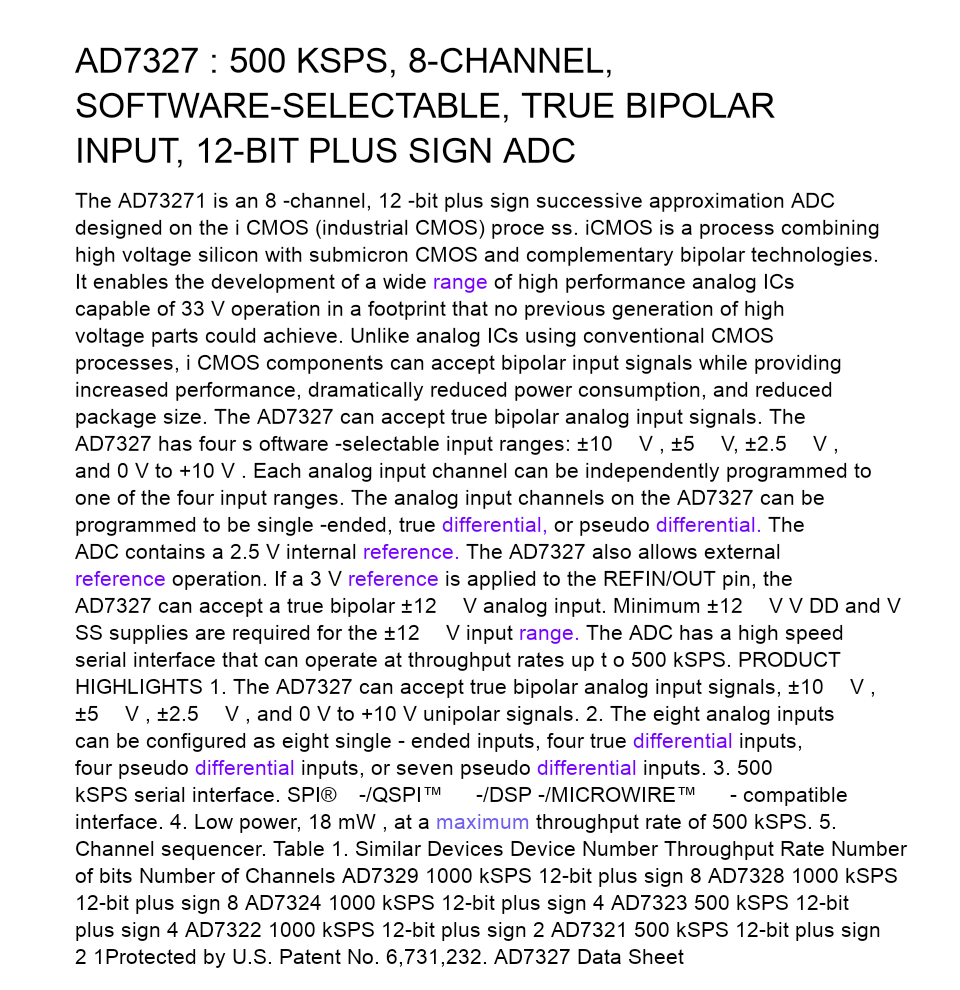 AD7327 : 500 KSPS, 8-CHANNEL,
SOFTWARE-SELECTABLE, TRUE BIPOLAR
INPUT, 12-BIT PLUS SIGN ADC
The AD73271 is an 8 -channel, 12 -bit plus sign successive approximation ADC
designed on the i CMOS (industrial CMOS) proce ss. iCMOS is a process combining
high voltage silicon with submicron CMOS and complementary bipolar technologies.
It enables the development of a wide range of high performance analog ICs
capable of 33 V operation in a footprint that no previous generation of high
voltage parts could achieve. Unlike analog ICs using conventional CMOS
processes, i CMOS components can accept bipolar input signals while providing
increased performance, dramatically reduced power consumption, and reduced
package size. The AD7327 can accept true bipolar analog input signals. The
AD7327 has four s oftware -selectable input ranges: ±10 V , ±5 V, ±2.5 V ,
and 0 V to +10 V . Each analog input channel can be independently programmed to
one of the four input ranges. The analog input channels on the AD7327 can be
programmed to be single -ended, true differential, or pseudo differential. The
ADC contains a 2.5 V internal reference. The AD7327 also allows external
reference operation. If a 3 V reference is applied to the REFIN/OUT pin, the
AD7327 can accept a true bipolar ±12 V analog input. Minimum ±12 V V DD and V
SS supplies are required for the ±12 V input range. The ADC has a high speed
serial interface that can operate at throughput rates up t o 500 kSPS. PRODUCT
HIGHLIGHTS 1. The AD7327 can accept true bipolar analog input signals, ±10 V ,
±5 V , ±2.5 V , and 0 V to +10 V unipolar signals. 2. The eight analog inputs
can be configured as eight single - ended inputs, four true differential inputs,
four pseudo differential inputs, or seven pseudo differential inputs. 3. 500
kSPS serial interface. SPI® -/QSPI™ -/DSP -/MICROWIRE™ - compatible
interface. 4. Low power, 18 mW , at a maximum throughput rate of 500 kSPS. 5.
Channel sequencer. Table 1. Similar Devices Device Number Throughput Rate Number
of bits Number of Channels AD7329 1000 kSPS 12-bit plus sign 8 AD7328 1000 kSPS
12-bit plus sign 8 AD7324 1000 kSPS 12-bit plus sign 4 AD7323 500 kSPS 12-bit
plus sign 4 AD7322 1000 kSPS 12-bit plus sign 2 AD7321 500 kSPS 12-bit plus sign
2 1Protected by U.S. Patent No. 6,731,232. AD7327 Data Sheet